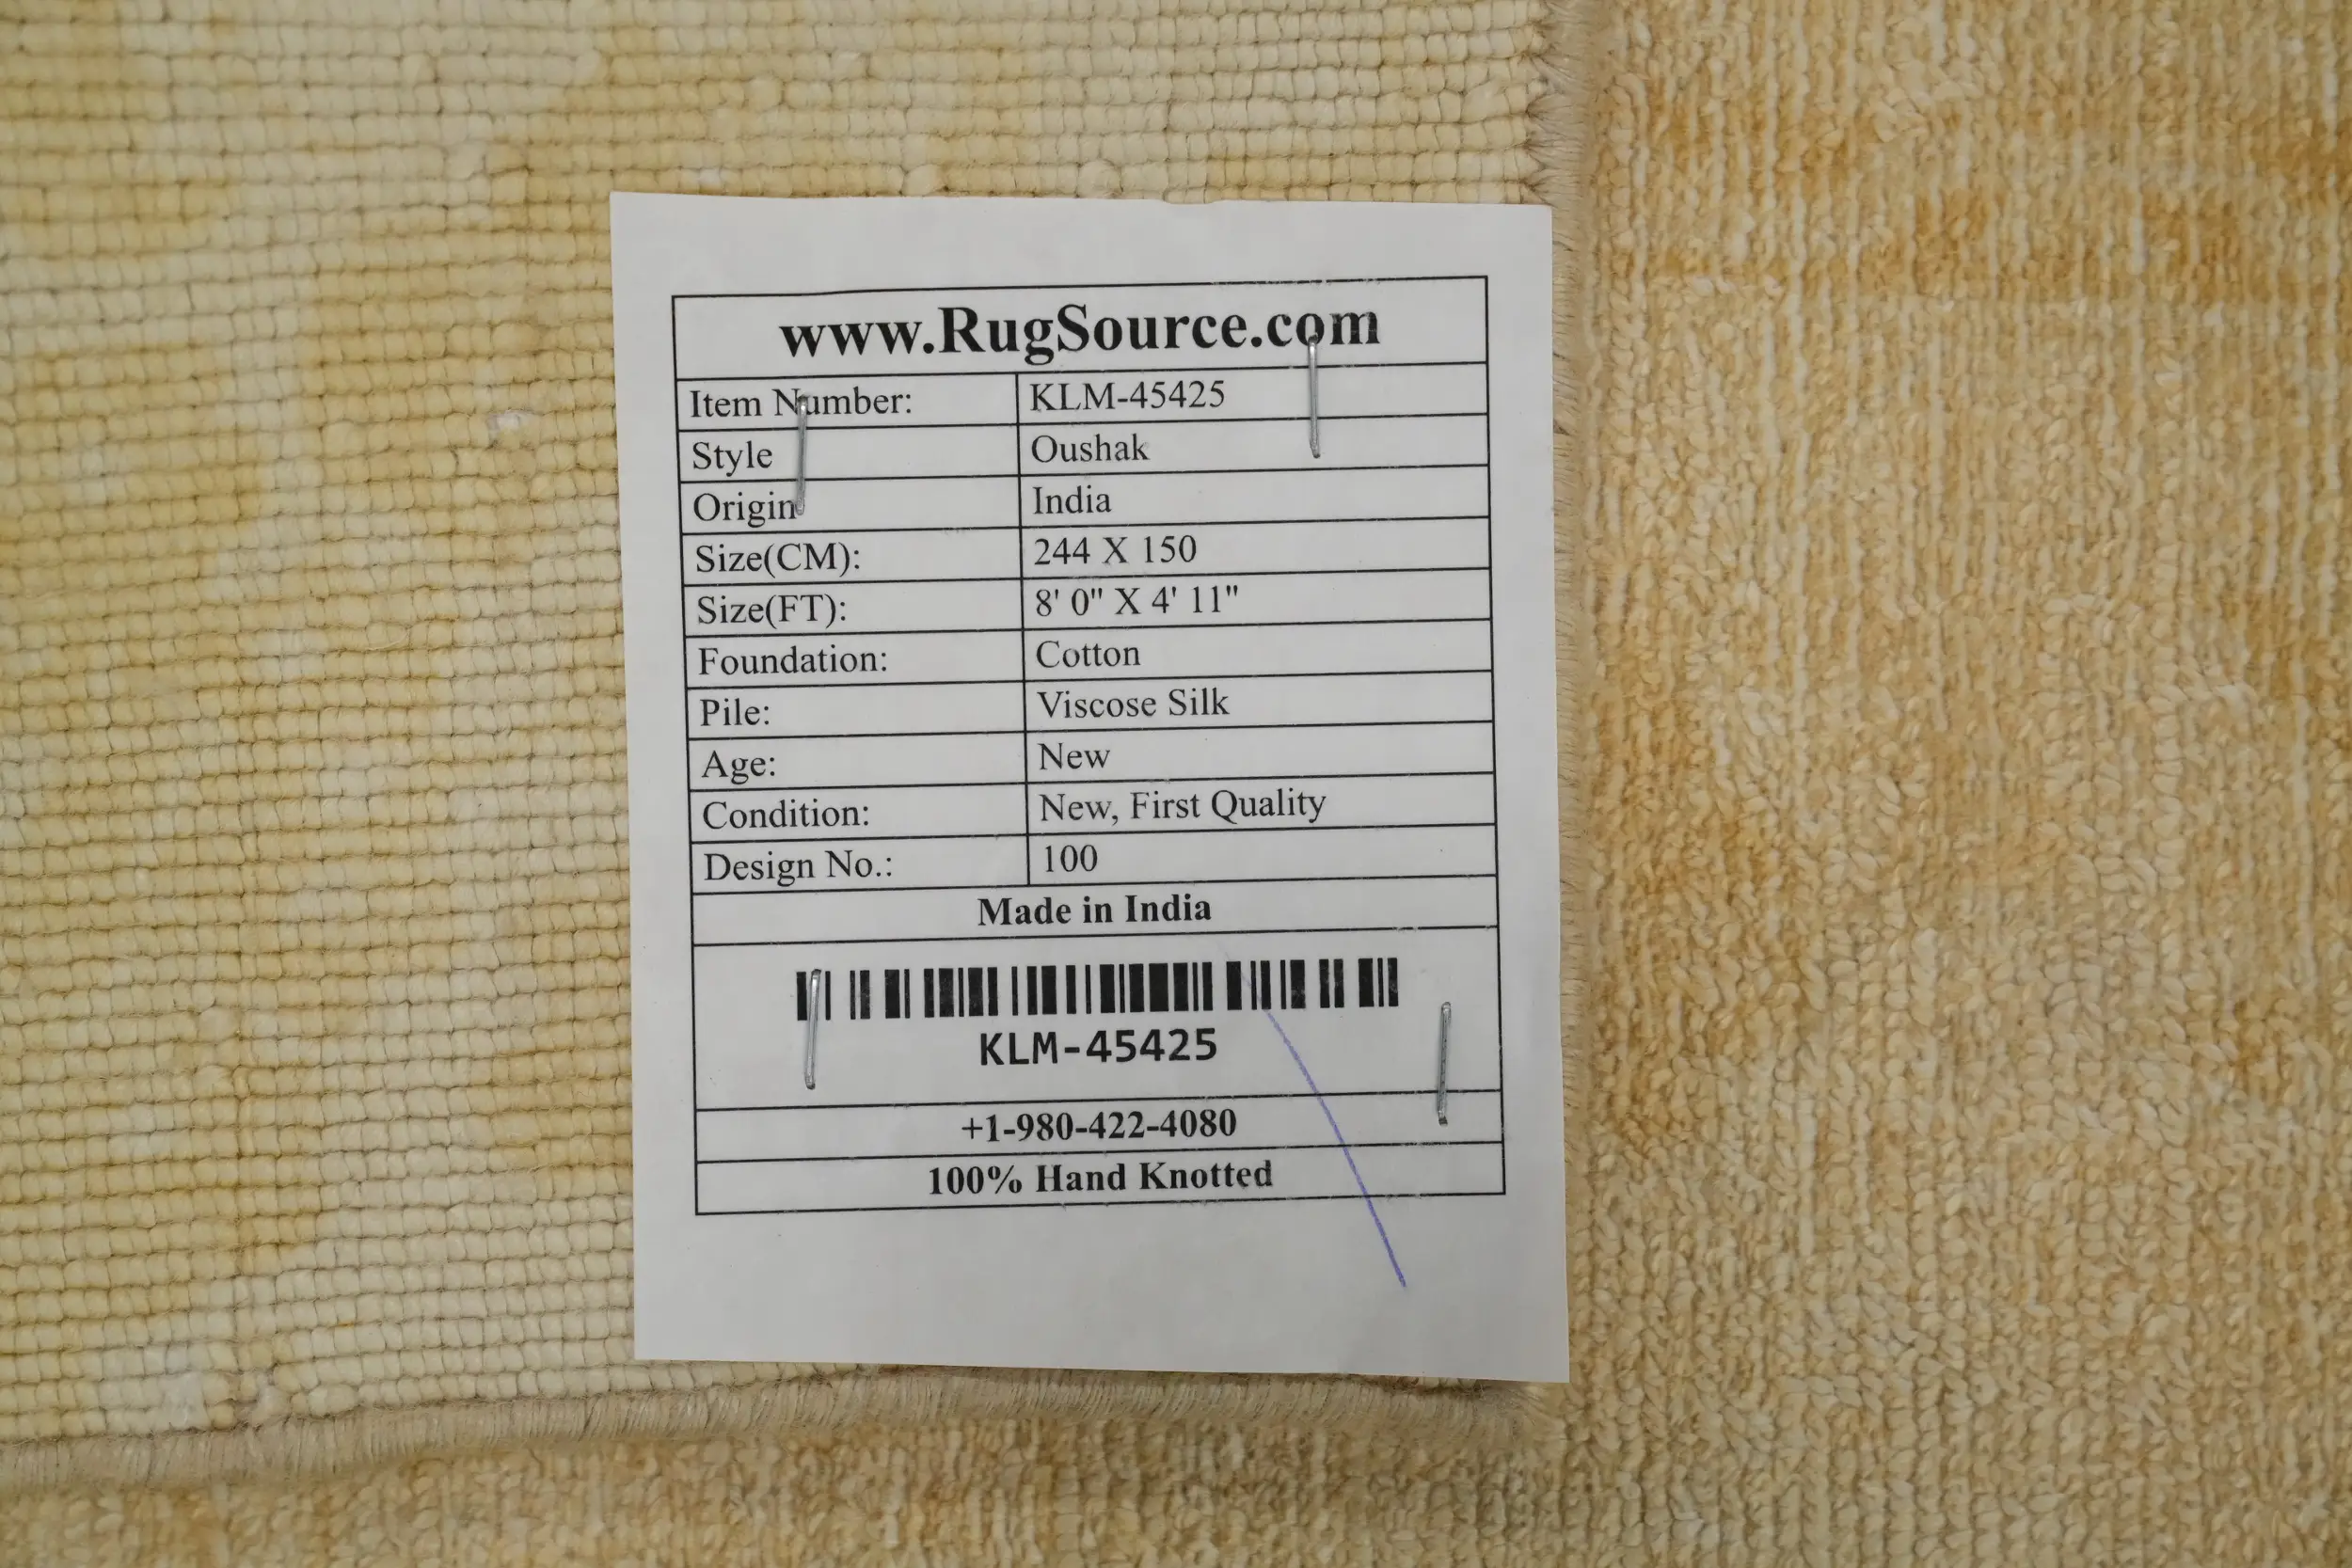 www.RugSource.com
Item Number: KLM-45425
Style Oushak
Origin India
Size(CM): 244 X 150
Size(FT): 8' 0" X 4' 11"
Foundation: Cotton
Pile: Viscose Silk
Age: New
Condition: New, First Quality
Design No.: 100
Made in India
KLM-45425
+1-980-422-4080
100% Hand Knotted